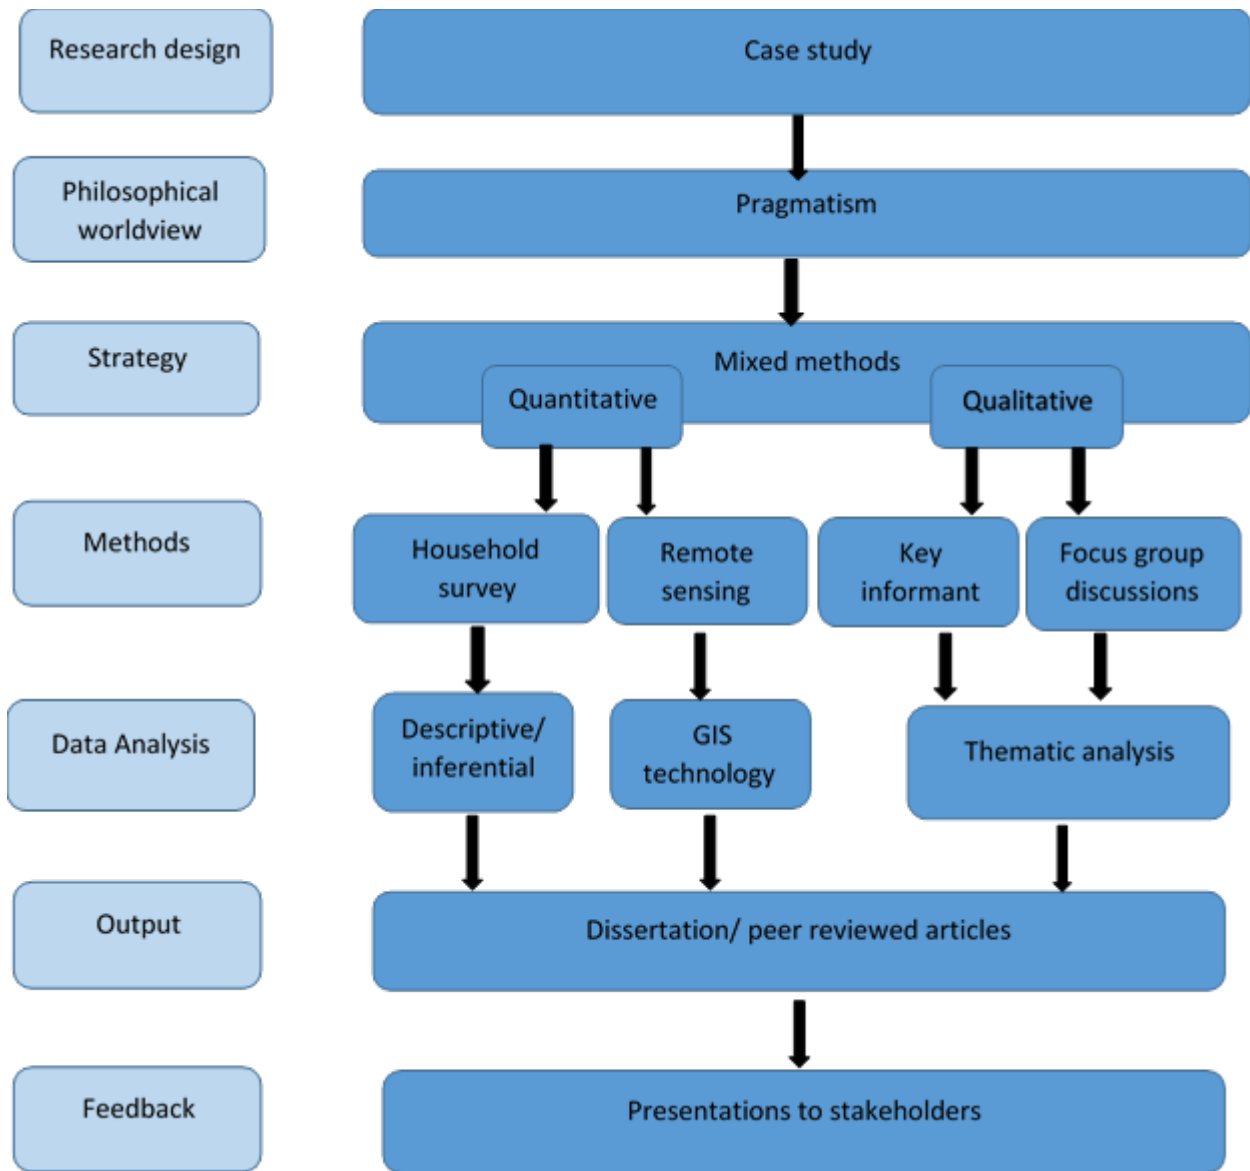 Research design
Case study
Philosophical
worldview
Pragmatism
Strategy
Mixed methods
Quantitative
Qualitative
Methods
Household
survey
Remote
sensing
Key
informant
Focus group
discussions
Data Analysis
Descriptive/
inferential
GIS
technology
Thematic analysis
Output
Dissertation/ peer reviewed articles
Feedback
Presentations to stakeholders